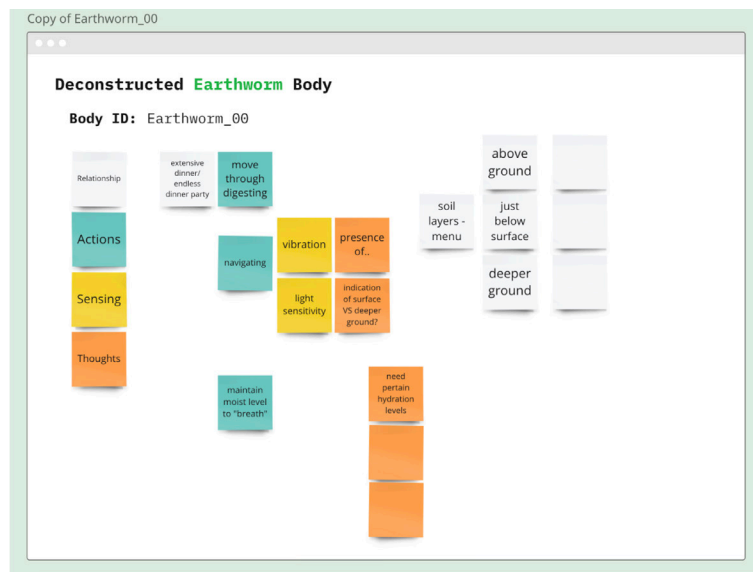 Copy of Earthworm_00
Deconstructed Earthworm Body
Body ID: Earthworm_00
Relationship
Actions
Sensing
Thoughts
extensive
dinner/
endless
dinner party
move
through
digesting
navigating
vibration
presence
of..
light
sensitivity
indication
of surface
VS deeper
ground?
maintain
moist level
to "breath"
need
pertain
hydration
levels
soil
layers -
menu
above
ground
just
below
surface
deeper
ground